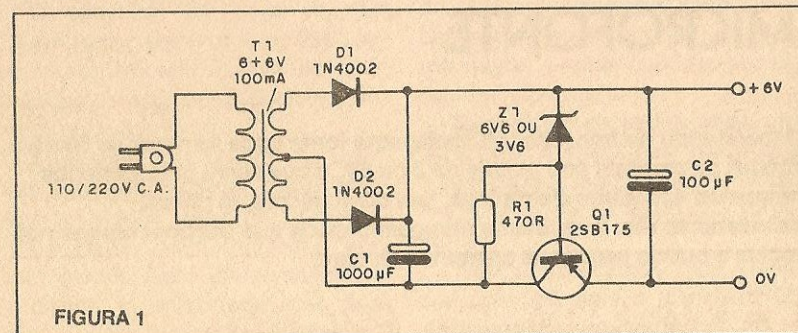 T1
6+6V
100mA
D1
1N4002
+6V
Z1
6V6 OU
3V6
110/220V C.A.
D2
1N4002
C2
100µF
R1
470R
Q1
2SB175
C1
1000µF
0V
FIGURA 1